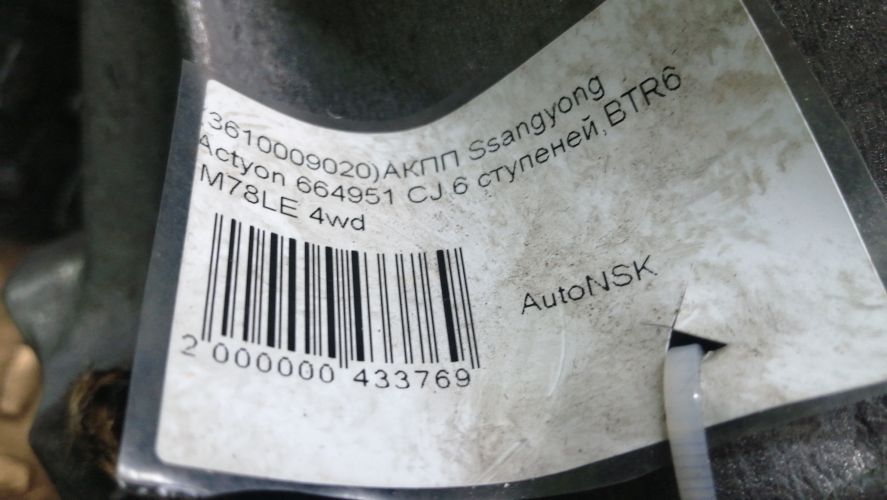 3610009020)АКПП Ssangyong
Actyon 664951 CJ 6 ступеней, BTR6
M78LE 4wd
AutoNSK
2 000000 433769